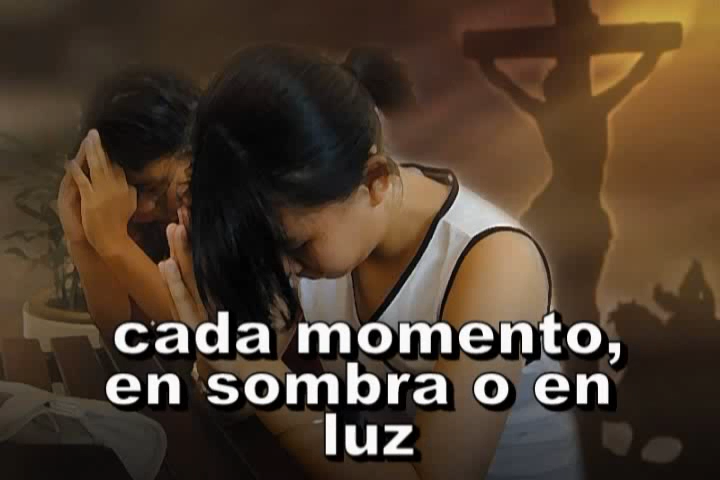 cada momento,
en sombra o en
luz